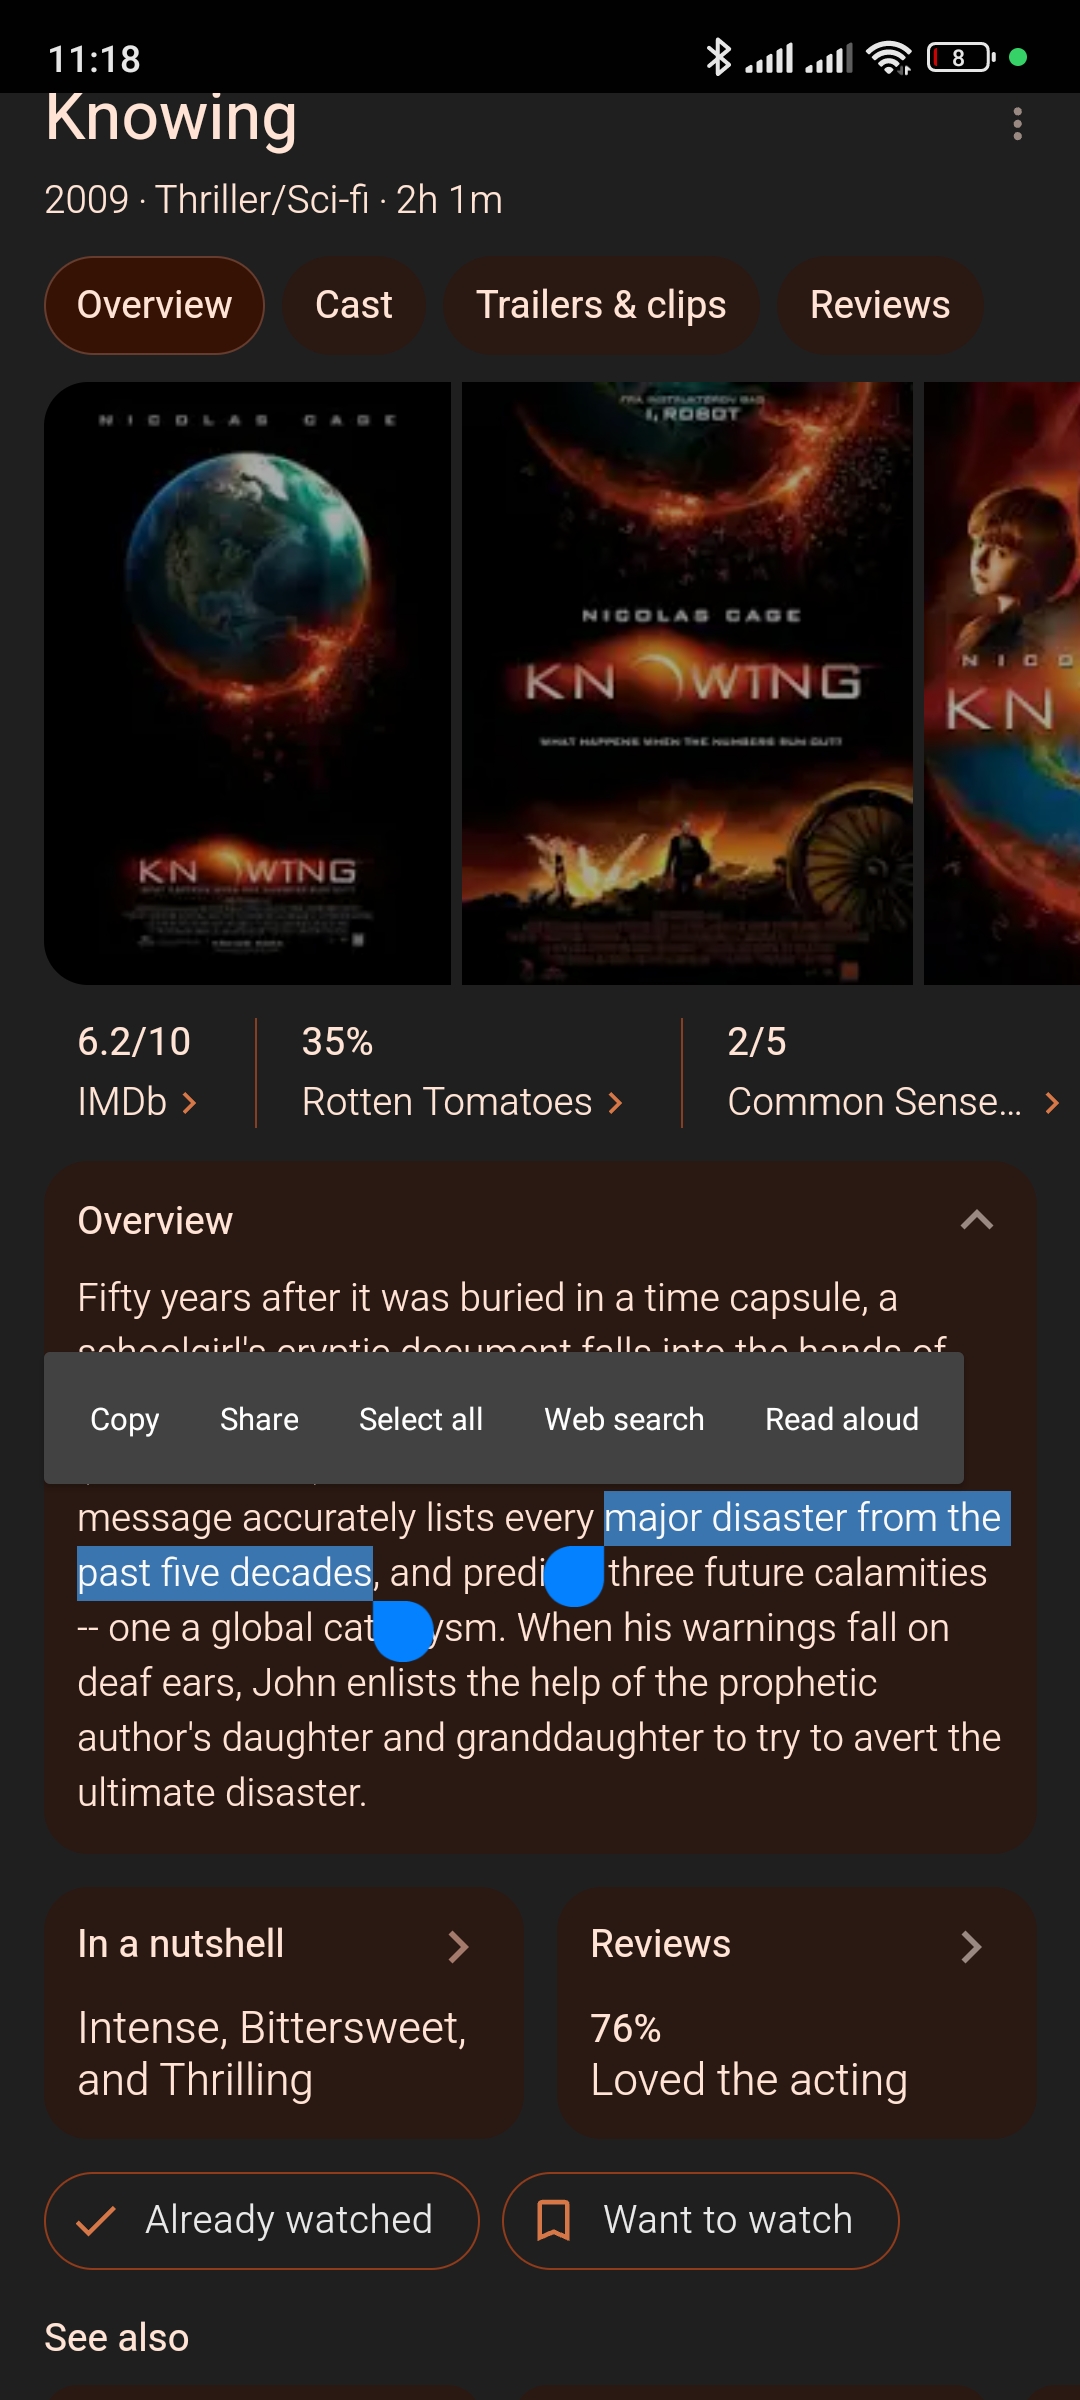 11:18
8
Knowing
2009 · Thriller/Sci-fi · 2h 1m
Overview
Cast
Trailers & clips
Reviews
NICOLAS CAGE
KNOWING
I, ROBOT
NICOLAS CAGE
KNOWING
WHAT HAPPENS WHEN THE NUMBERS RUN OUT?
NICO
KN
6.2/10
IMDb
35%
Rotten Tomatoes
2/5
Common Sense...
Overview
Fifty years after it was buried in a time capsule, a
schoolgirl's cryptic document falls into the hands of
Copy Share Select all Web search Read aloud
message accurately lists every major disaster from the
past five decades, and predi three future calamities
-- one a global cat ysm. When his warnings fall on
deaf ears, John enlists the help of the prophetic
author's daughter and granddaughter to try to avert the
ultimate disaster.
In a nutshell
Intense, Bittersweet,
and Thrilling
Reviews
76%
Loved the acting
Already watched
Want to watch
See also